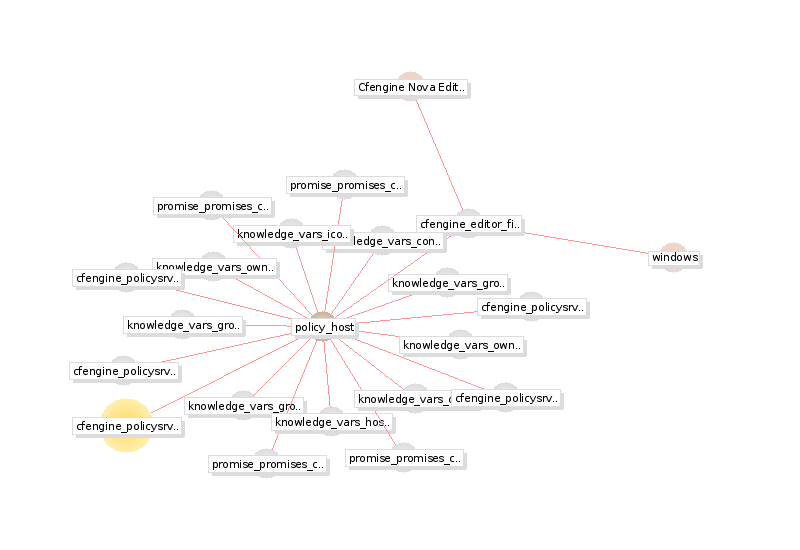 Cfengine Nova Edit..
promise_promises_c..
promise_promises_c..
cfengine_editor_fi..
knowledge_vars_ico..
ledge_vars_con..
windows
knowledge_vars_own..
cfengine_policysrv..
knowledge_vars_gro..
cfengine_policysrv..
knowledge_vars_gro..
policy_host
knowledge_vars_own..
cfengine_policysrv..
knowledge_vars_
cfengine_policysrv..
knowledge_vars_gro..
knowledge_vars_hos..
cfengine_policysrv..
promise_promises_c..
promise_promises_c..